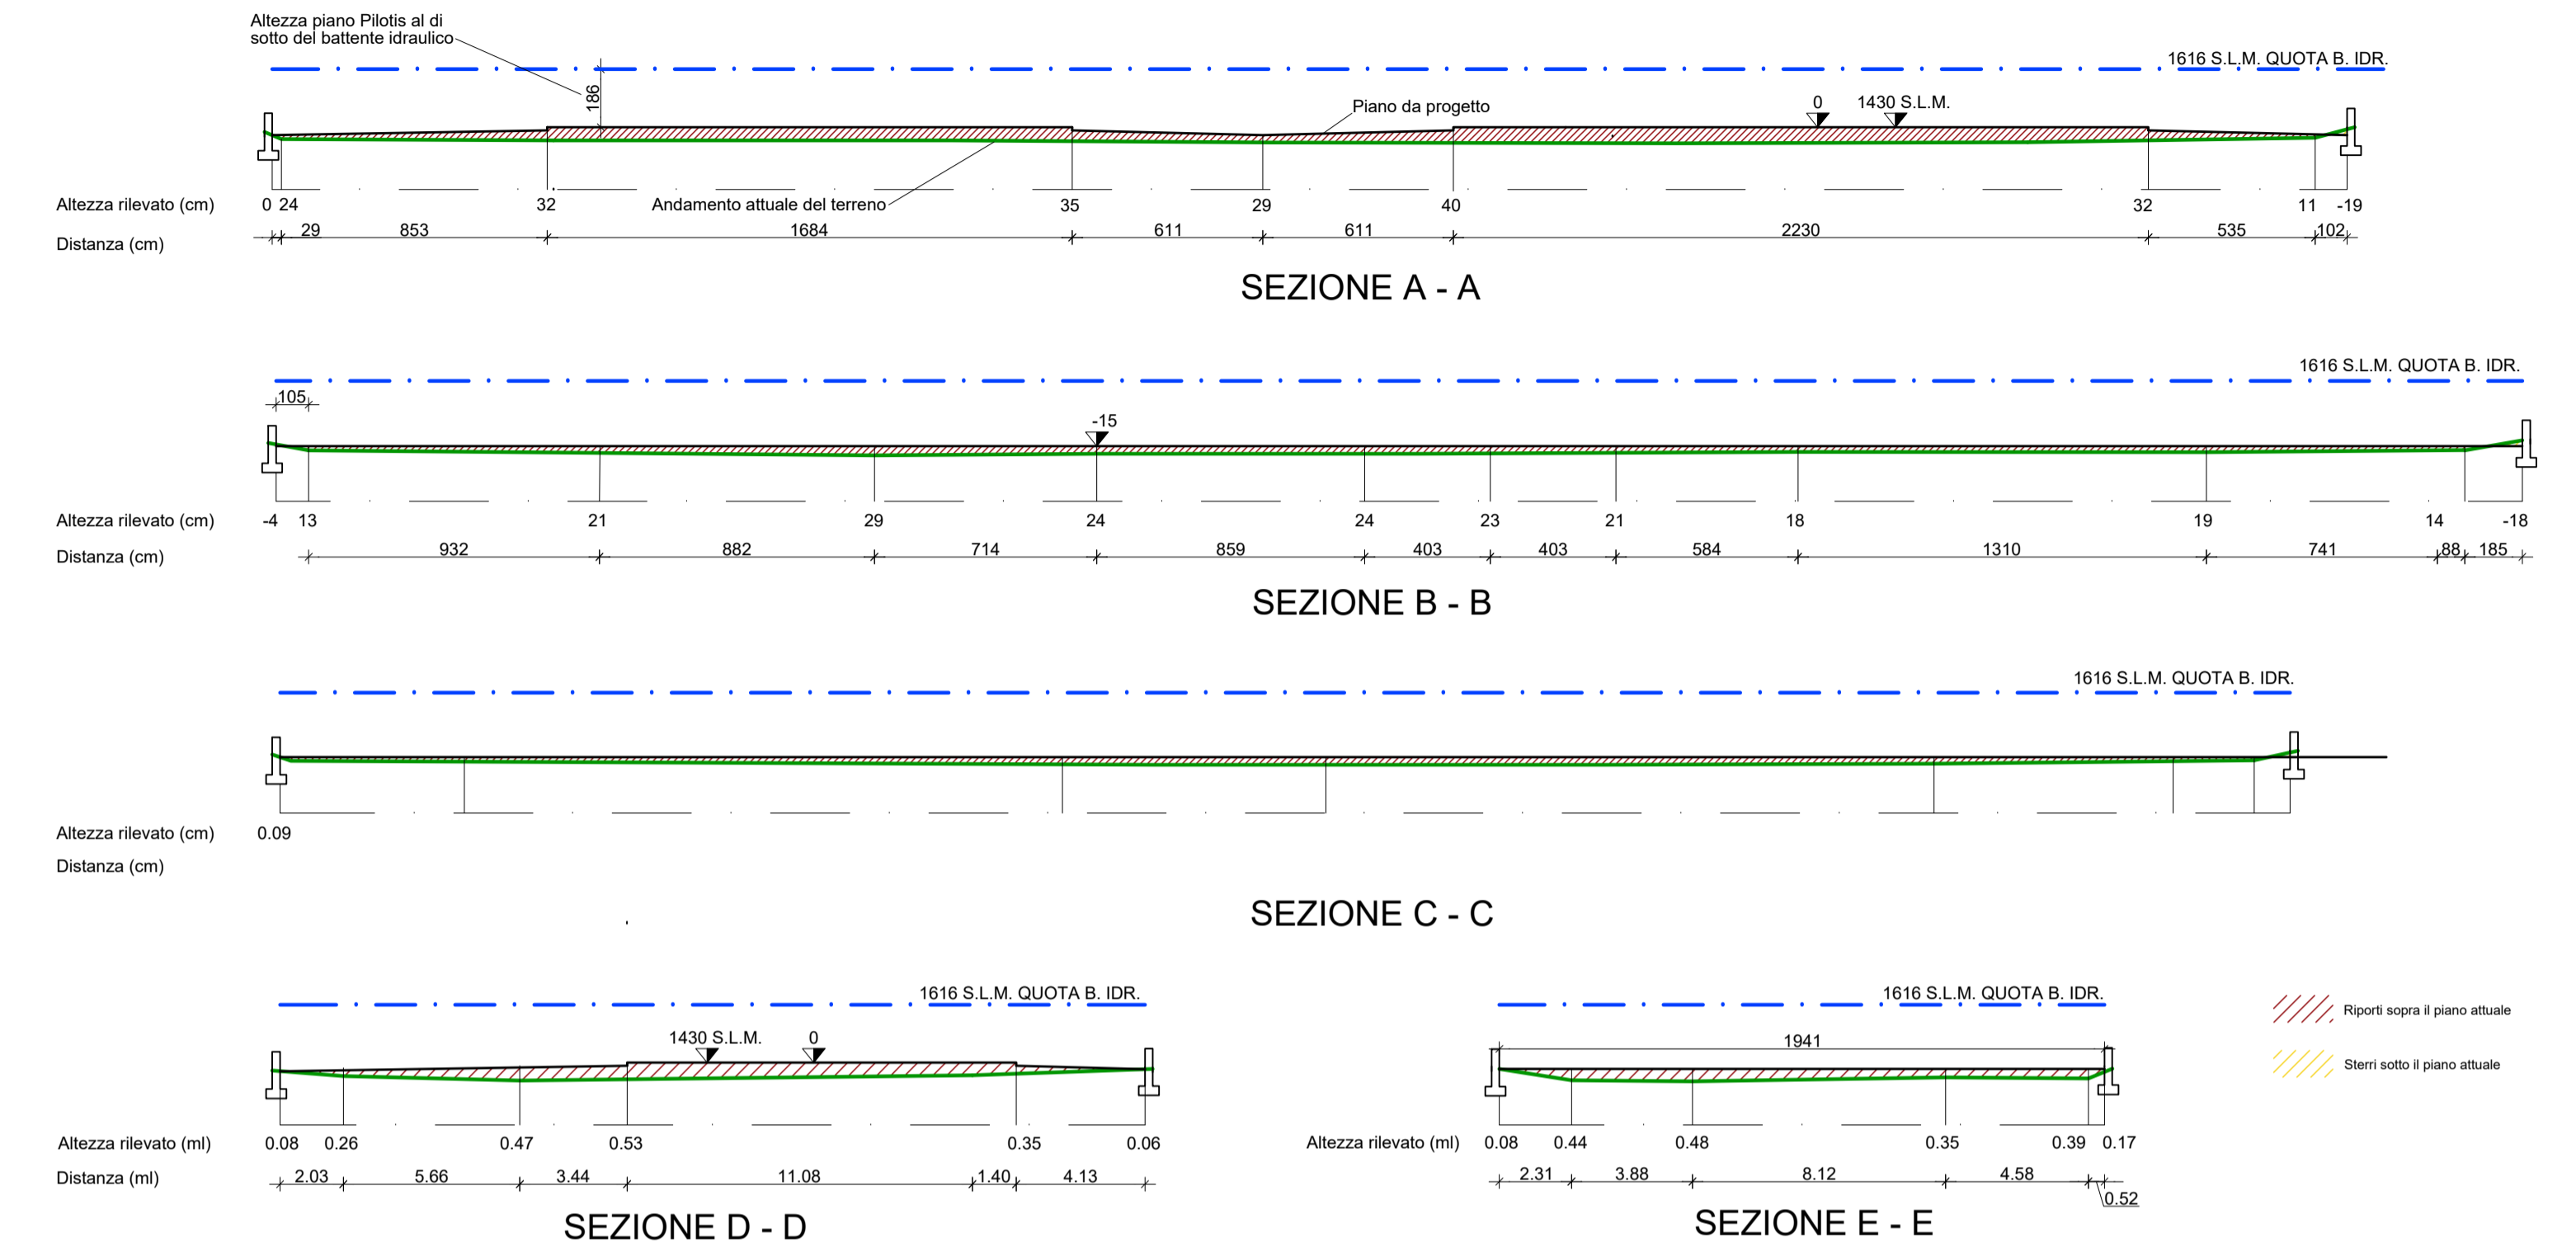 Altezza piano Pilotis al di
sotto del battente idraulico
1616 S.L.M. QUOTA B. IDR.
186
Piano da progetto
0 1430 S.L.M.
Andamento attuale del terreno
Altezza rilevato (cm) 0 24 32 35 29 40 32 11 -19
Distanza (cm) 29 853 1684 611 611 2230 535 102
SEZIONE A - A
1616 S.L.M. QUOTA B. IDR.
105
-15
Altezza rilevato (cm) -4 13 21 29 24 24 23 21 18 19 14 -18
Distanza (cm) 932 882 714 859 403 403 584 1310 741 88 185
SEZIONE B - B
1616 S.L.M. QUOTA B. IDR.
Altezza rilevato (cm) 0.09
Distanza (cm)
SEZIONE C - C
1616 S.L.M. QUOTA B. IDR.
1430 S.L.M. 0
Altezza rilevato (ml) 0.08 0.26 0.47 0.53 0.35 0.06
Distanza (ml) 2.03 5.66 3.44 11.08 1.40 4.13
SEZIONE D - D
1616 S.L.M. QUOTA B. IDR.
1941
Altezza rilevato (ml) 0.08 0.44 0.48 0.35 0.39 0.17
2.31 3.88 8.12 4.58 0.52
SEZIONE E - E
Riporti sopra il piano attuale
Sterri sotto il piano attuale